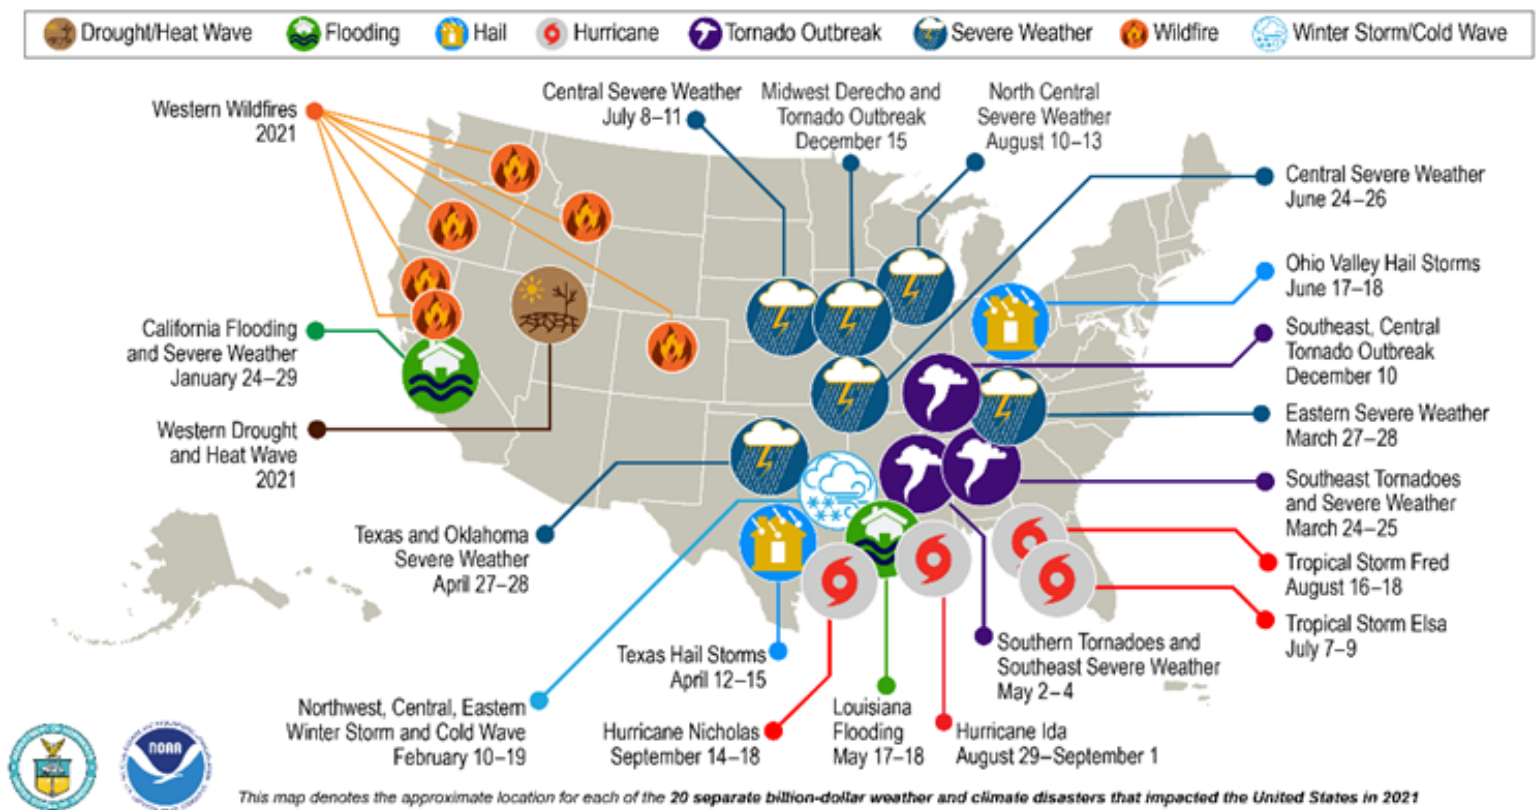 Drought/Heat Wave Flooding Hail Hurricane Tornado Outbreak Severe Weather Wildfire Winter Storm/Cold Wave
Western Wildfires
2021
Central Severe Weather
July 8–11
Midwest Derecho and
Tornado Outbreak
December 15
North Central
Severe Weather
August 10–13
Central Severe Weather
June 24–26
Ohio Valley Hail Storms
June 17–18
California Flooding
and Severe Weather
January 24–29
Southeast, Central
Tornado Outbreak
December 10
Western Drought
and Heat Wave
2021
Eastern Severe Weather
March 27–28
Southeast Tornadoes
and Severe Weather
March 24–25
Texas and Oklahoma
Severe Weather
April 27–28
Tropical Storm Fred
August 16–18
Tropical Storm Elsa
July 7–9
Texas Hail Storms
April 12–15
Southern Tornadoes and
Southeast Severe Weather
May 2–4
Northwest, Central, Eastern
Winter Storm and Cold Wave
February 10–19
Hurricane Nicholas
September 14–18
Louisiana
Flooding
May 17–18
Hurricane Ida
August 29–September 1
NOAA
This map denotes the approximate location for each of the 20 separate billion-dollar weather and climate disasters that impacted the United States in 2021